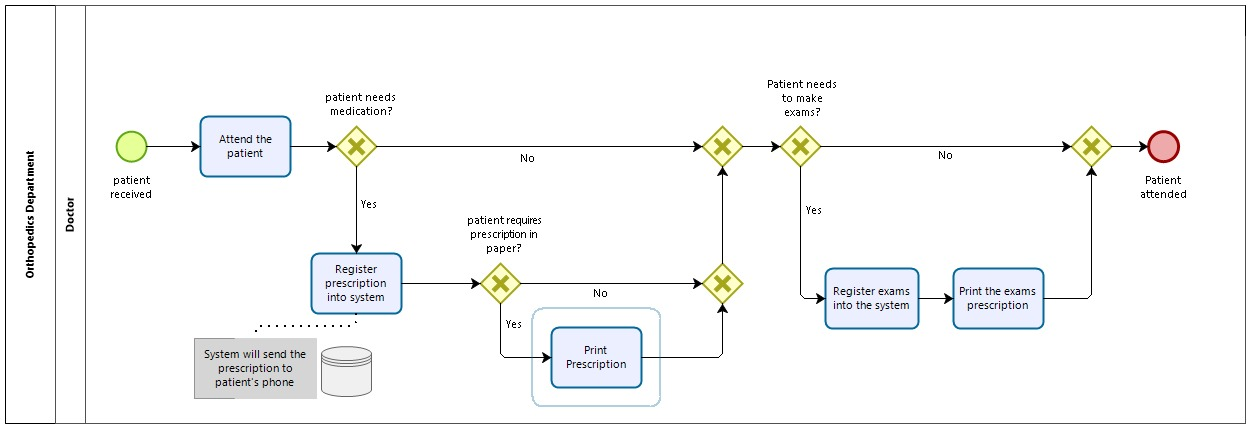 Orthopedics Department
Doctor
patient
received
Attend the
patient
patient needs
medication?
No
Yes
Register
prescription
into system
System will send the
prescription to
patient's phone
patient requires
prescription in
paper?
No
Yes
Print
Prescription
Patient needs
to make
exams?
No
Yes
Register exams
into the system
Print the exams
prescription
Patient
attended